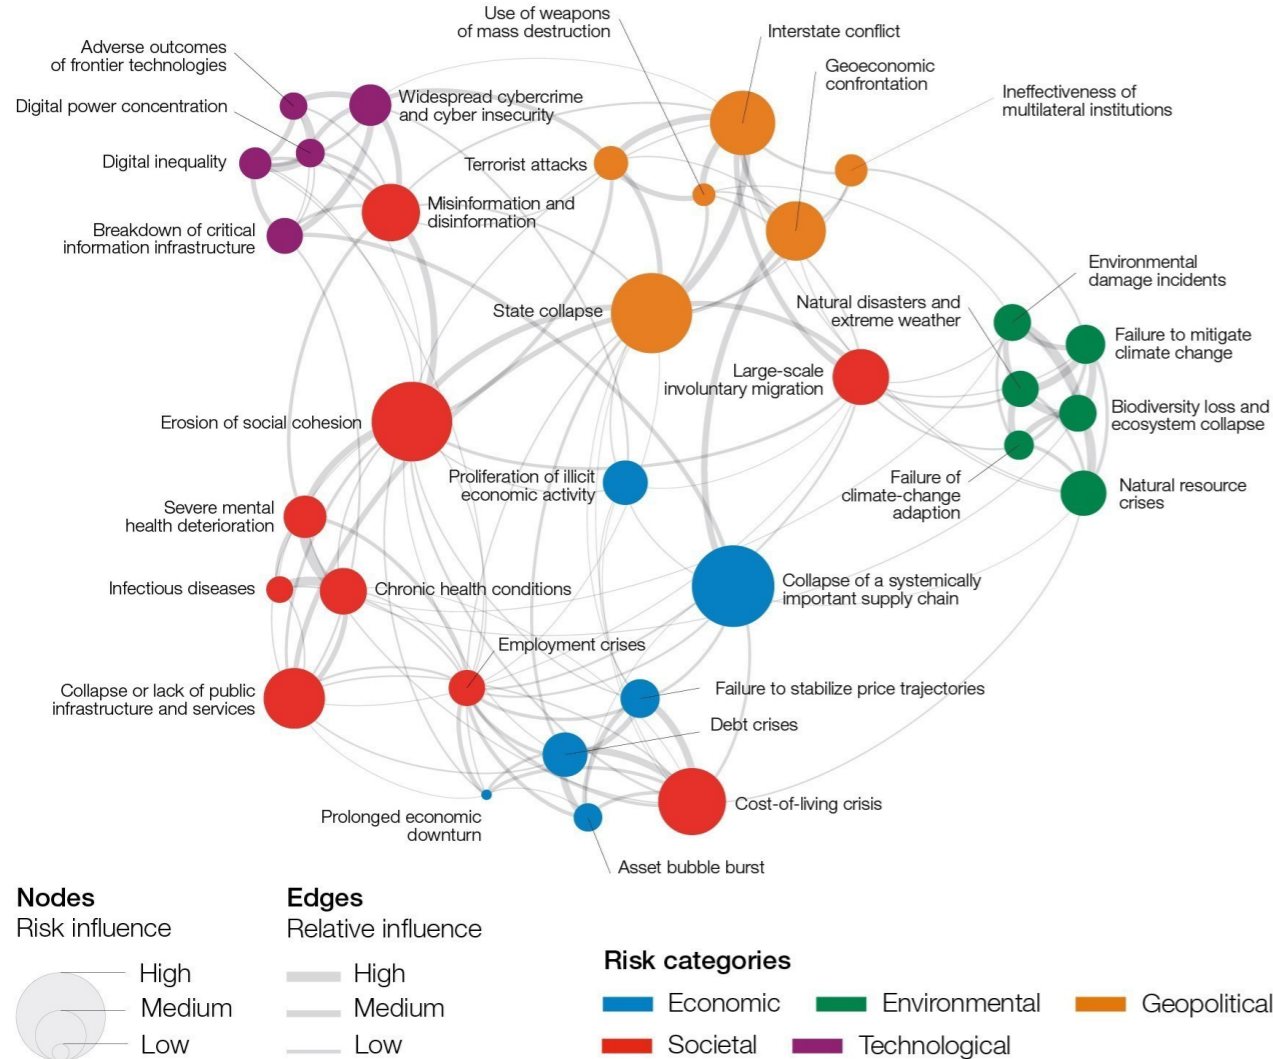 Use of weapons
of mass destruction
Interstate conflict
Adverse outcomes
of frontier technologies
Geoeconomic
confrontation
Ineffectiveness of
multilateral institutions
Digital power concentration
Widespread cybercrime
and cyber insecurity
Digital inequality
Terrorist attacks
Misinformation and
disinformation
Breakdown of critical
information infrastructure
Environmental
damage incidents
Natural disasters and
extreme weather
State collapse
Failure to mitigate
climate change
Large-scale
involuntary migration
Biodiversity loss and
ecosystem collapse
Erosion of social cohesion
Proliferation of illicit
economic activity
Failure of
climate-change
adaption
Natural resource
crises
Severe mental
health deterioration
Infectious diseases
Chronic health conditions
Collapse of a systemically
important supply chain
Employment crises
Collapse or lack of public
infrastructure and services
Failure to stabilize price trajectories
Debt crises
Prolonged economic
downturn
Cost-of-living crisis
Asset bubble burst
Nodes
Risk influence
High
Medium
Low
Edges
Relative influence
High
Medium
Low
Risk categories
Economic
Environmental
Geopolitical
Societal
Technological